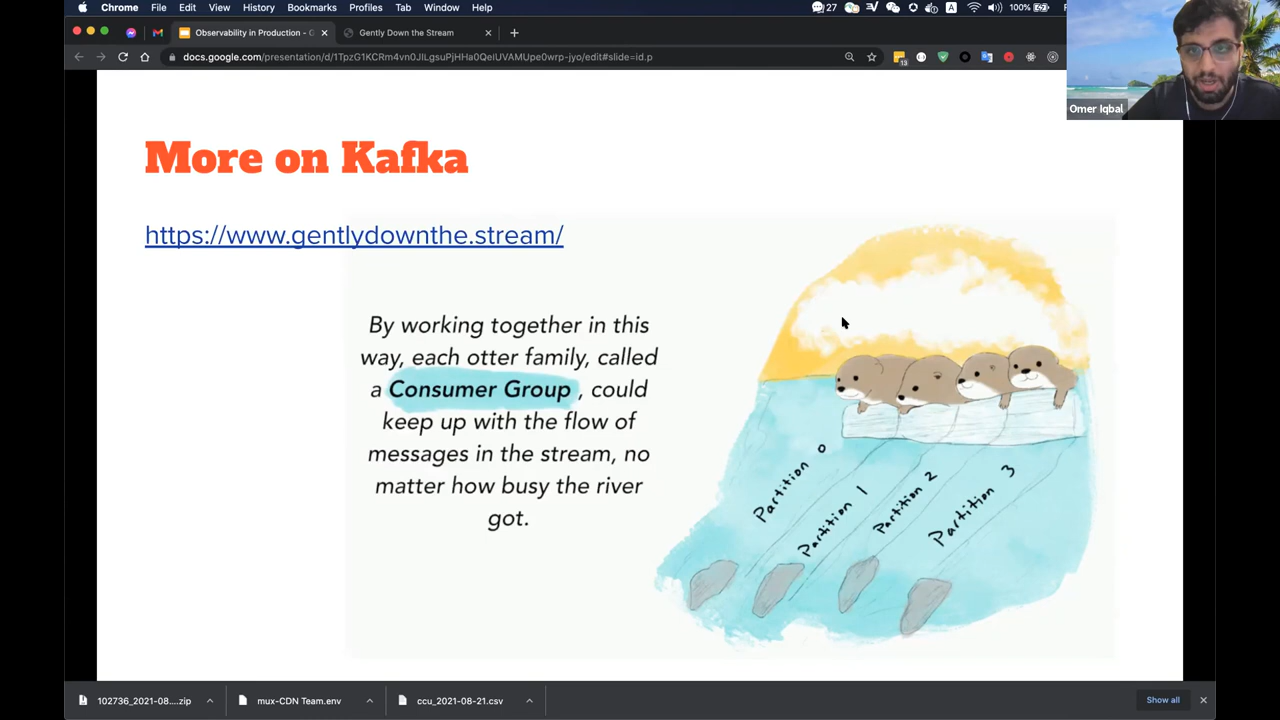 Chrome File Edit View History Bookmarks Profiles Tab Window Help 27 A 100%
Observability in Production - G
Gently Down the Stream
docs.google.com/presentation/d/1TpzG1KCRm4vn0JILgsuPjHHa0QeIUVAMUpe0wrp-jyo/edit#slide=id.p
13
Omer Iqbal
More on Kafka
https://www.gentlydownthe.stream/
By working together in this
way, each otter family, called
a Consumer Group , could
keep up with the flow of
messages in the stream, no
matter how busy the river
got.
Partition 0
Partition 1
Partition 2
Partition 3
102736_2021-08....zip
mux-CDN Team.env
ccu_2021-08-21.csv
Show all